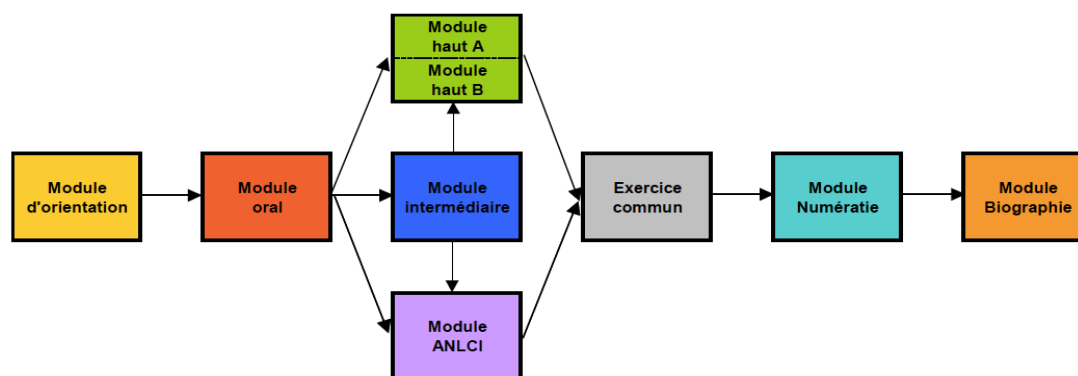 Module
haut A
Module
haut B
Module
d'orientation
Module
oral
Module
intermédiaire
Exercice
commun
Module
Numératie
Module
Biographie
Module
ANLCI